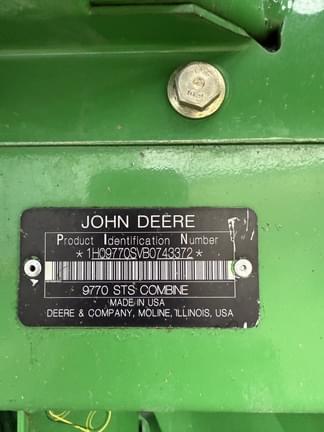 JOHN DEERE
Product Identification Number
*1H09770SVB0743372*
9770 STS COMBINE
MADE IN USA
DEERE & COMPANY, MOLINE, ILLINOIS, USA